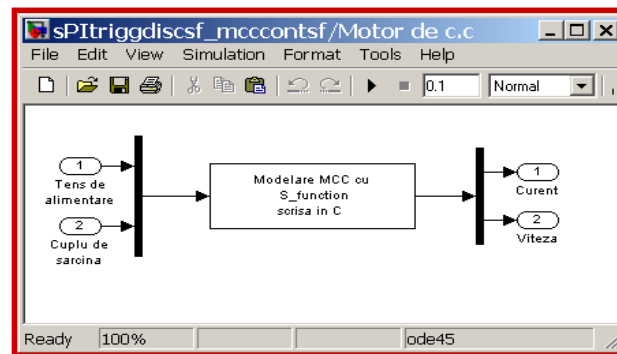 sPItriggdiscsf_mcccontsf/Motor de c.c
File Edit View Simulation Format Tools Help
0.1 Normal
1
Tens de
alimentare
2
Cuplu de
sarcina
Modelare MCC cu
S_function
scrisa in C
1
Curent
2
Viteza
Ready 100% ode45